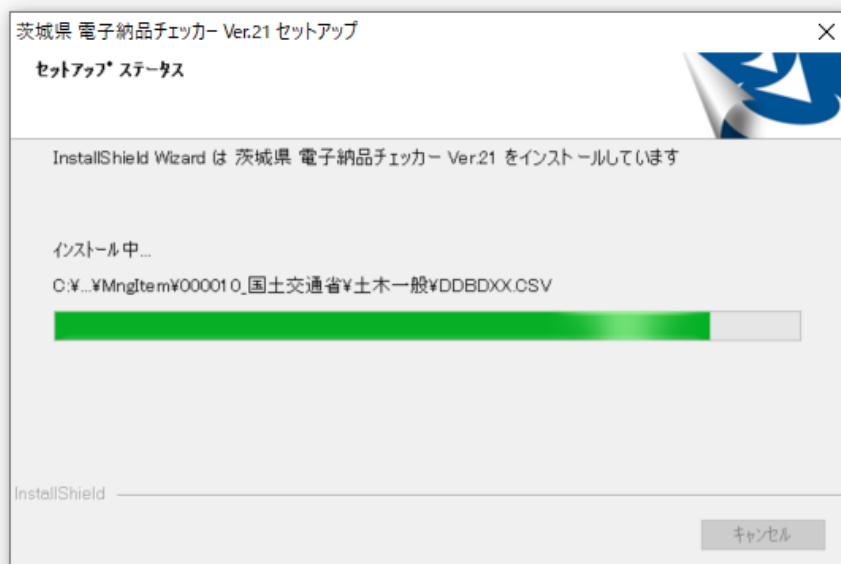 茨城県 電子納品チェッカー Ver.21 セットアップ
セットアップ ステータス
InstallShield Wizard は 茨城県 電子納品チェッカー Ver.21 をインストールしています
インストール中...
C:¥...¥MngItem¥000010_国土交通省¥土木一般¥DDBDXX.CSV
InstallShield
キャンセル